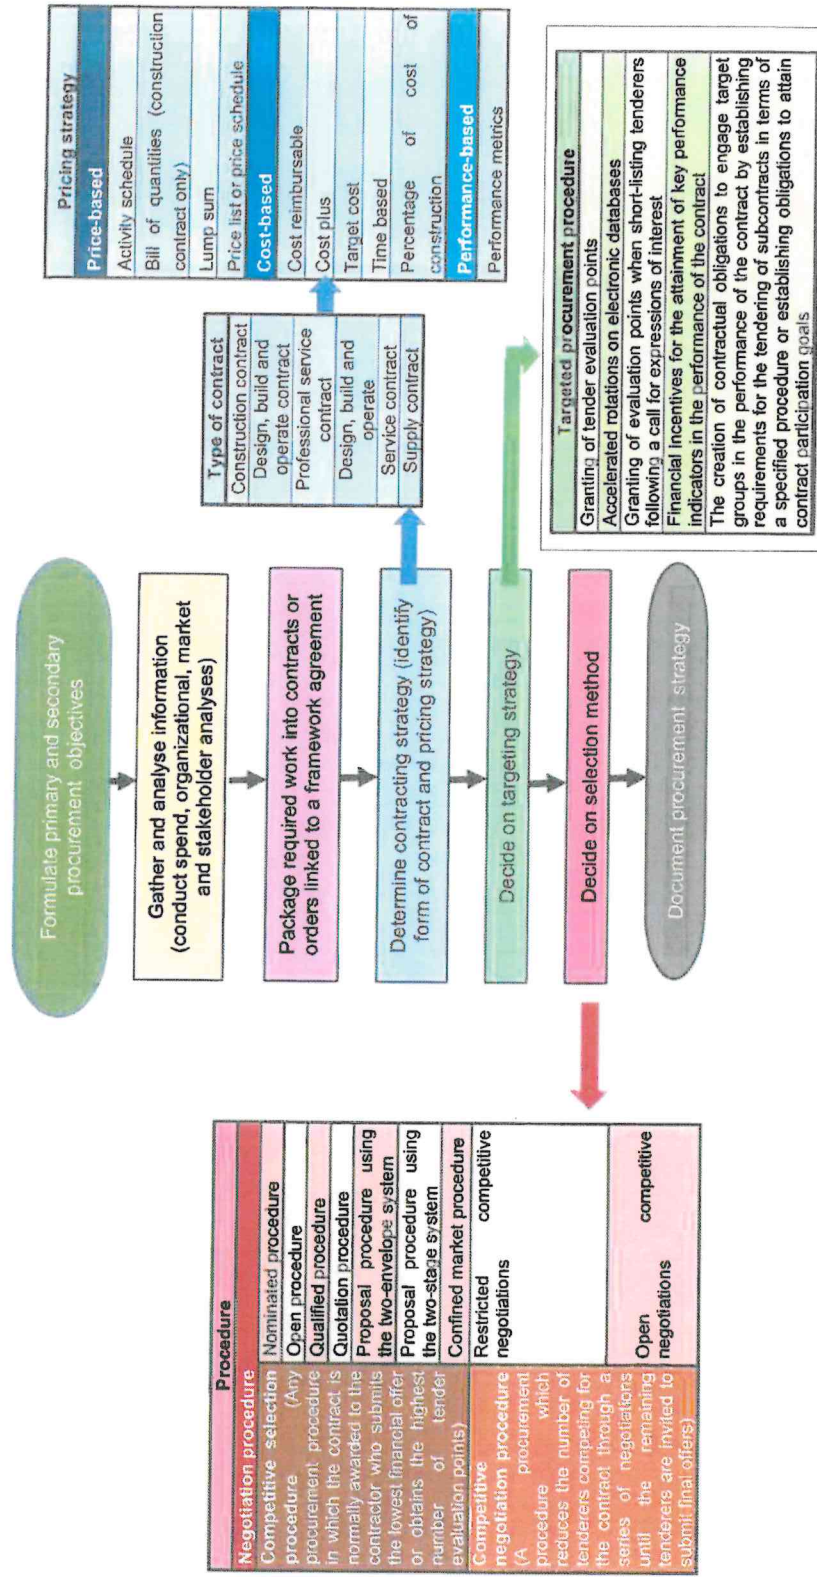 Formulate primary and secondary
procurement objectives
Gather and analyse information
(conduct spend, organizational, market
and stakeholder analyses)
Package required work into contracts or
orders linked to a framework agreement
Determine contracting strategy (identify
form of contract and pricing strategy)
Decide on targeting strategy
Decide on selection method
Document procurement strategy
Type of contract
Construction contract
Design, build and
operate contract
Professional service
contract
Design, build and
operate
Service contract
Supply contract
Pricing strategy
Price-based
Activity schedule
Bill of quantities (construction
contract only)
Lump sum
Price list or price schedule
Cost-based
Cost reimbursable
Cost plus
Target cost
Time based
Percentage of cost of
construction
Performance-based
Performance metrics
Targeted procurement procedure
Granting of tender evaluation points
Accelerated rotations on electronic databases
Granting of evaluation points when short-listing tenderers
following a call for expressions of interest
Financial incentives for the attainment of key performance
indicators in the performance of the contract
The creation of contractual obligations to engage target
groups in the performance of the contract by establishing
requirements for the tendering of subcontracts in terms of
a specified procedure or establishing obligations to attain
contract participation goals
Procedure
Negotiation procedure
Competitive selection
procedure (Any
procurement procedure
in which the contract is
normally awarded to the
contractor who submits
the lowest financial offer
or obtains the highest
number of tender
evaluation points)
Nominated procedure
Open procedure
Qualified procedure
Quotation procedure
Proposal procedure using
the two-envelope system
Proposal procedure using
the two-stage system
Confined market procedure
Competitive
negotiation procedure
(A procurement
procedure which
reduces the number of
tenderers competing for
the contract through a
series of negotiations
until the remaining
tenderers are invited to
submit final offers)
Restricted competitive
negotiations
Open competitive
negotiations